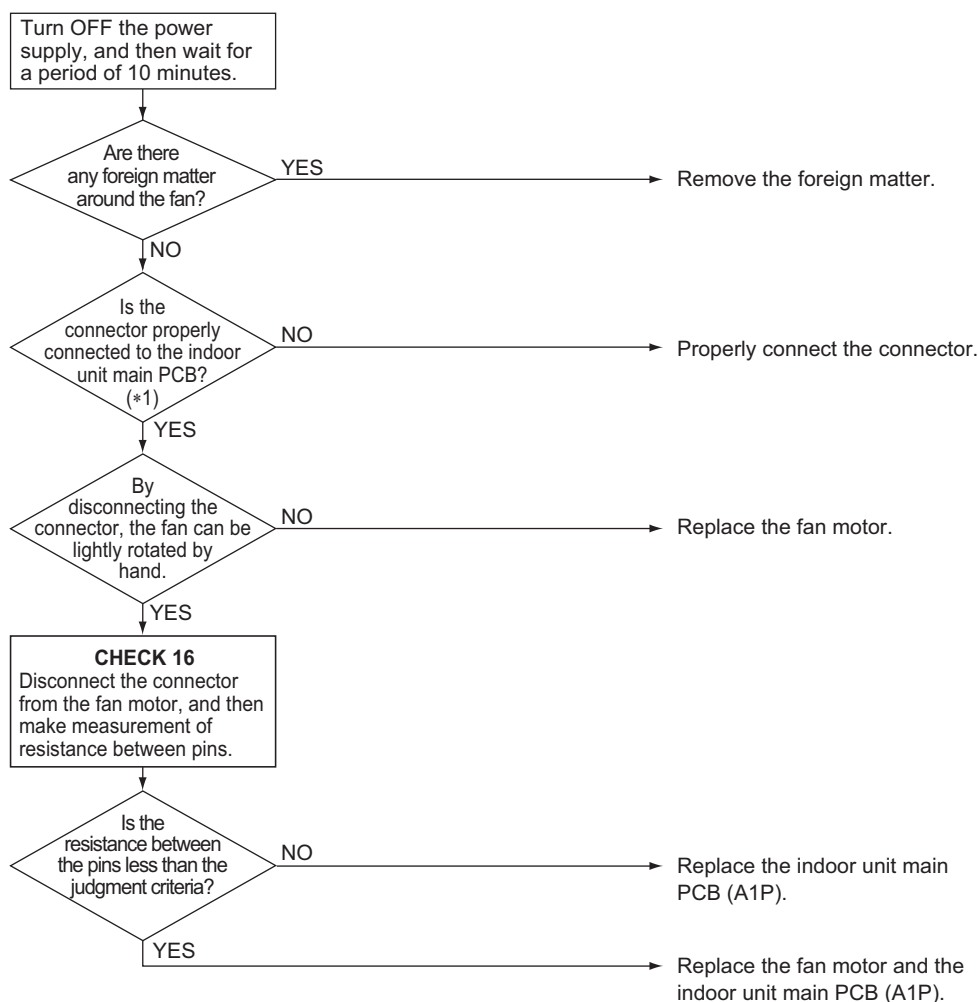 Turn OFF the power
supply, and then wait for
a period of 10 minutes.
Are there
any foreign matter
around the fan?
YES
Remove the foreign matter.
NO
Is the
connector properly
connected to the indoor
unit main PCB?
(*1)
NO
Properly connect the connector.
YES
By
disconnecting the
connector, the fan can be
lightly rotated by
hand.
NO
Replace the fan motor.
YES
CHECK 16
Disconnect the connector
from the fan motor, and then
make measurement of
resistance between pins.
Is the
resistance between
the pins less than the
judgment criteria?
NO
Replace the indoor unit main
PCB (A1P).
YES
Replace the fan motor and the
indoor unit main PCB (A1P).